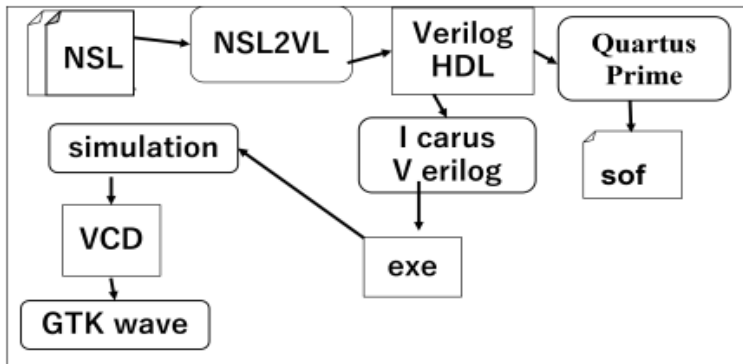 NSL
NSL2VL
Verilog
HDL
Quartus
Prime
simulation
I carus
V erilog
sof
VCD
exe
GTK wave